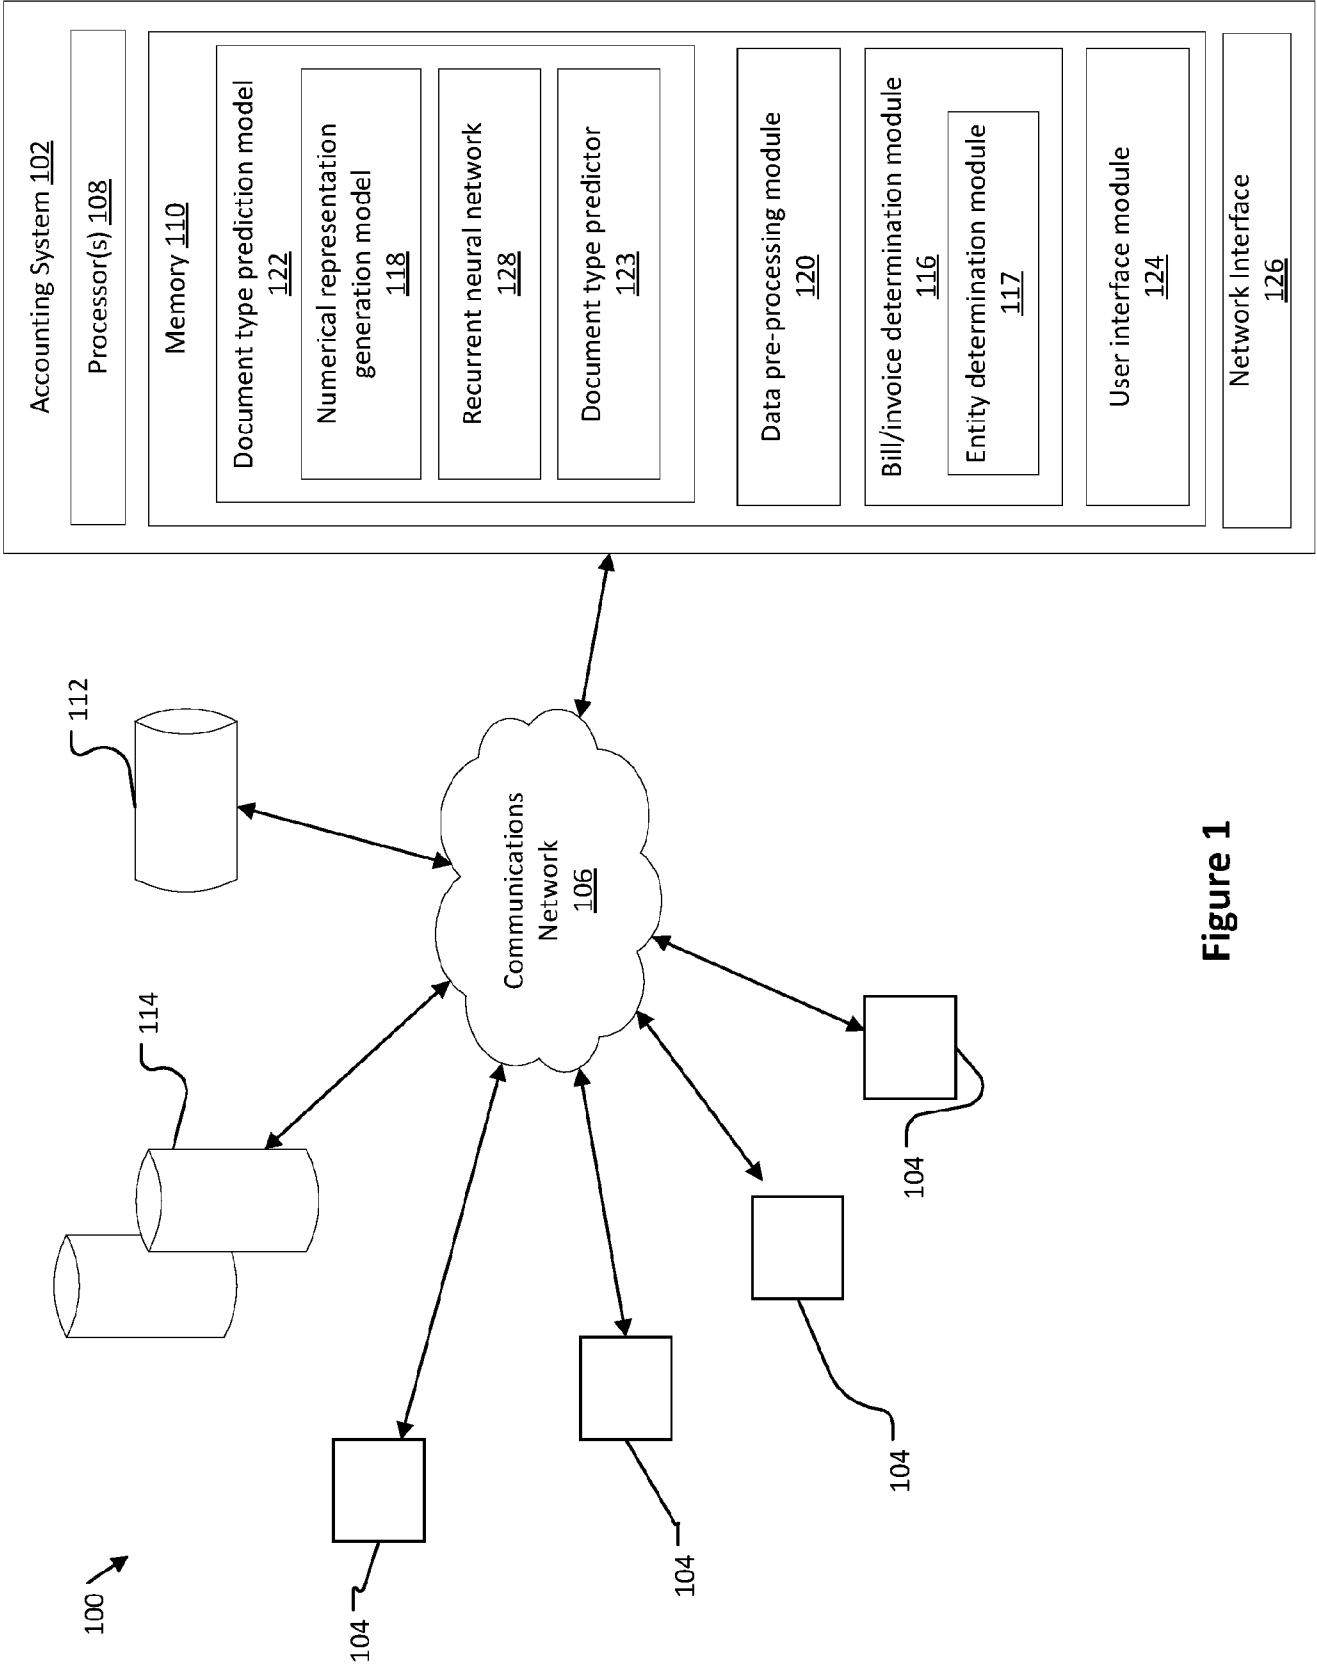 100
Accounting System 102
Processor(s) 108
Memory 110
Document type prediction model
122
Numerical representation
generation model
118
Recurrent neural network
128
Document type predictor
123
Data pre-processing module
120
Bill/invoice determination module
116
Entity determination module
117
User interface module
124
Network Interface
126
112
114
Communications
Network
106
104
104
104
104
Figure 1